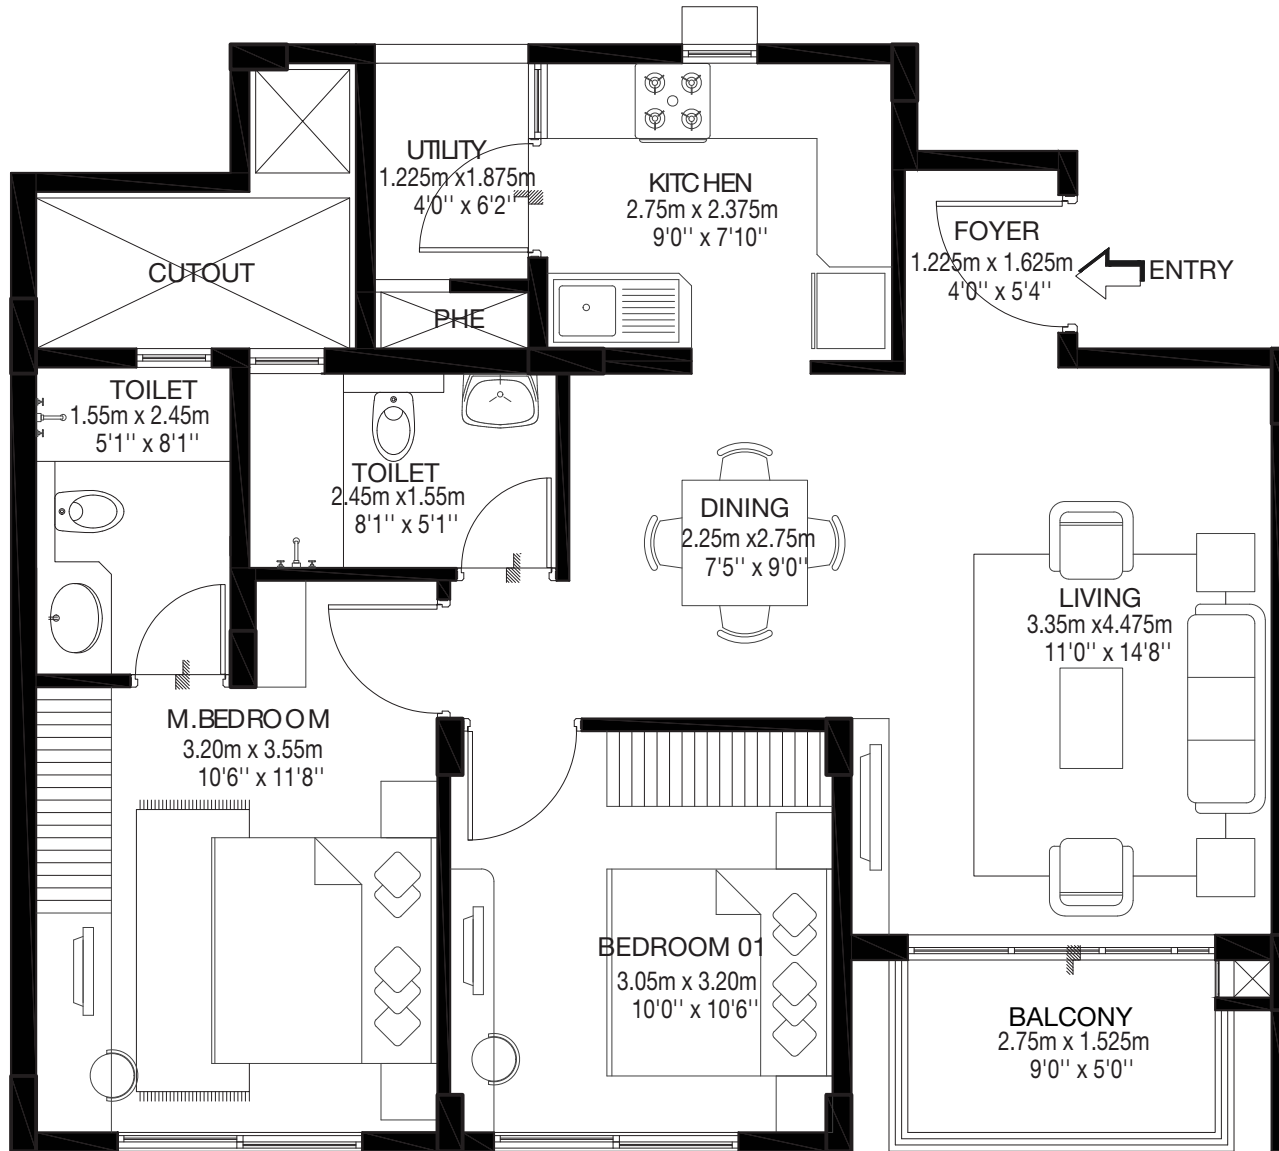 UTILITY
1.225m x1.875m
4'0'' x 6'2''
KITCHEN
2.75m x 2.375m
9'0'' x 7'10''
FOYER
1.225m x 1.625m
4'0'' x 5'4''
ENTRY
CUTOUT
PHE
TOILET
1.55m x 2.45m
5'1'' x 8'1''
TOILET
2.45m x1.55m
8'1'' x 5'1''
DINING
2.25m x2.75m
7'5'' x 9'0''
LIVING
3.35m x4.475m
11'0'' x 14'8''
M.BEDROOM
3.20m x 3.55m
10'6'' x 11'8''
BEDROOM 01
3.05m x 3.20m
10'0'' x 10'6''
BALCONY
2.75m x 1.525m
9'0'' x 5'0''